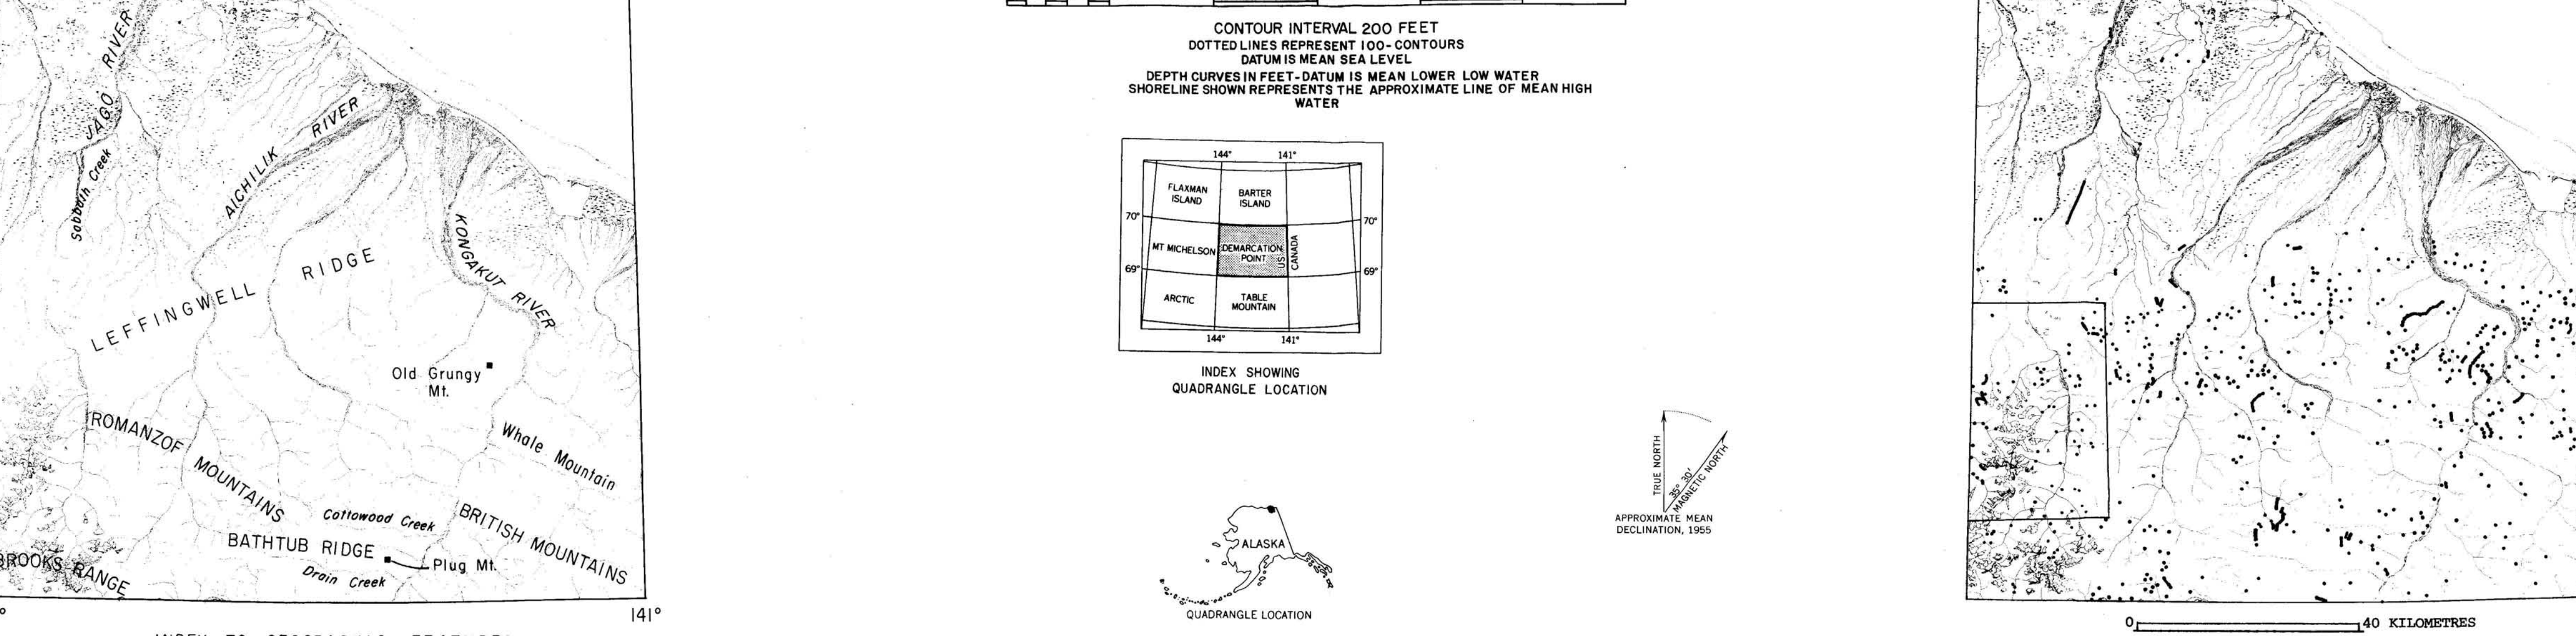 JAGO RIVER
Sabbath Creek
AICHILIK RIVER
KONGAKUT RIVER
LEFFINGWELL RIDGE
Old Grungy
Mt.
ROMANZOF MOUNTAINS
Whale Mountain
Cottowood Creek
BRITISH MOUNTAINS
BATHTUB RIDGE
Plug Mt.
Drain Creek
BROOKS RANGE
141°
CONTOUR INTERVAL 200 FEET
DOTTED LINES REPRESENT 100-CONTOURS
DATUM IS MEAN SEA LEVEL
DEPTH CURVES IN FEET-DATUM IS MEAN LOWER LOW WATER
SHORELINE SHOWN REPRESENTS THE APPROXIMATE LINE OF MEAN HIGH
WATER
144° 141°
FLAXMAN
ISLAND
BARTER
ISLAND
70° 70°
MT MICHELSON
DEMARCATION
POINT
US
CANADA
69° 69°
ARCTIC
TABLE
MOUNTAIN
144° 141°
INDEX SHOWING
QUADRANGLE LOCATION
ALASKA
QUADRANGLE LOCATION
TRUE NORTH
35° 30'
MAGNETIC NORTH
APPROXIMATE MEAN
DECLINATION, 1955
0 40 KILOMETRES